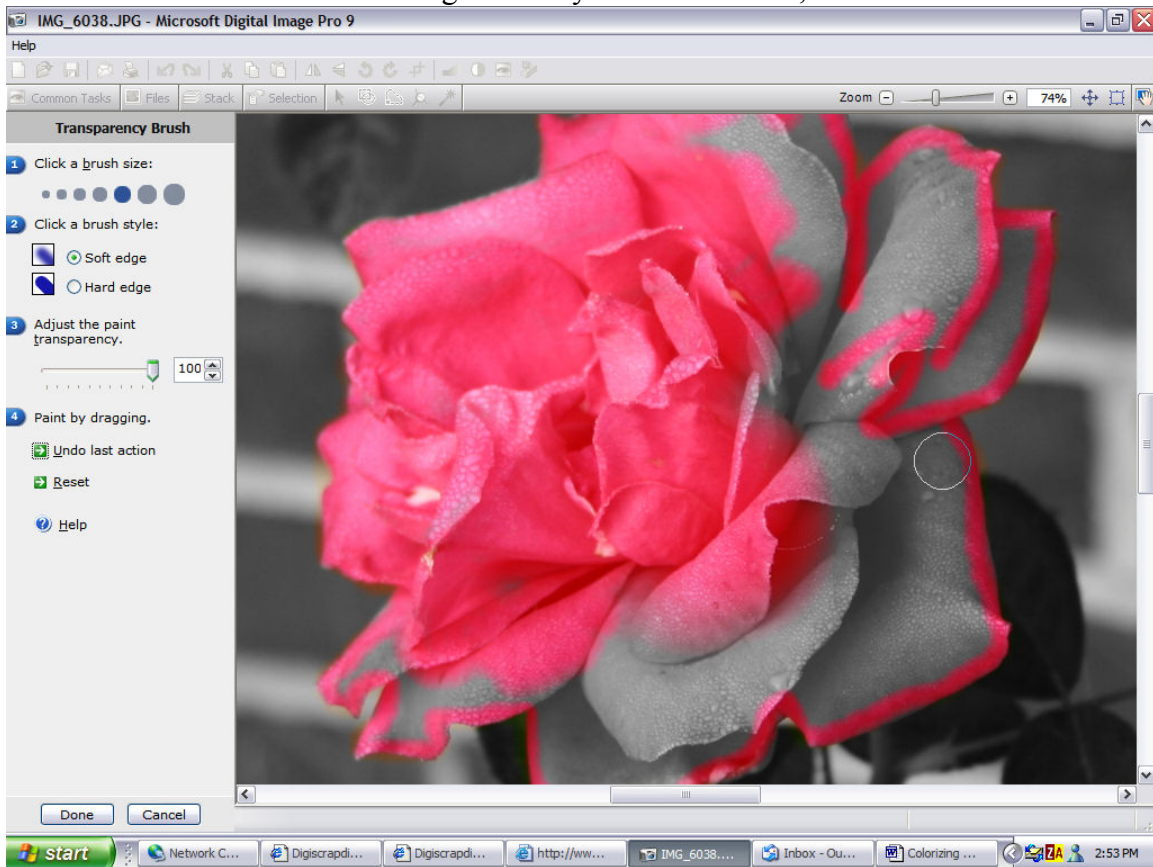 IMG_6038.JPG - Microsoft Digital Image Pro 9
Help
Common Tasks Files Stack Selection Zoom 74%
Transparency Brush
1 Click a brush size:
2 Click a brush style:
Soft edge
Hard edge
3 Adjust the paint
transparency.
100
4 Paint by dragging.
Undo last action
Reset
Help
Done Cancel
start Network C... Digiscrapdi... Digiscrapdi... http://ww... IMG_6038.... Inbox - Ou... Colorizing ... ZA 2:53 PM